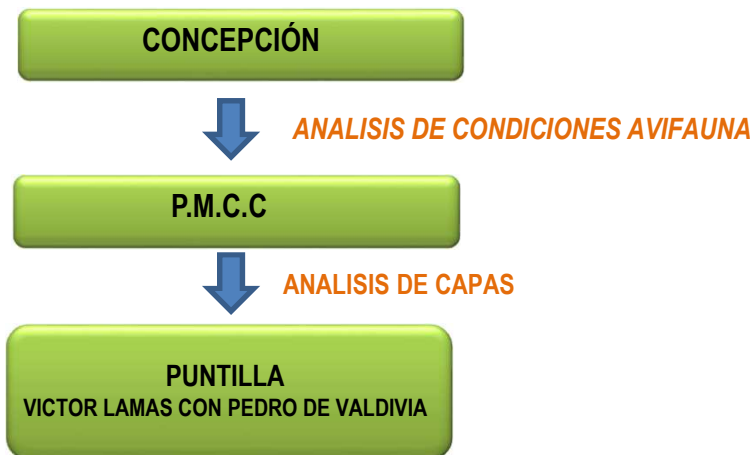 CONCEPCIÓN
ANALISIS DE CONDICIONES AVIFAUNA
P.M.C.C
ANALISIS DE CAPAS
PUNTILLA
VICTOR LAMAS CON PEDRO DE VALDIVIA